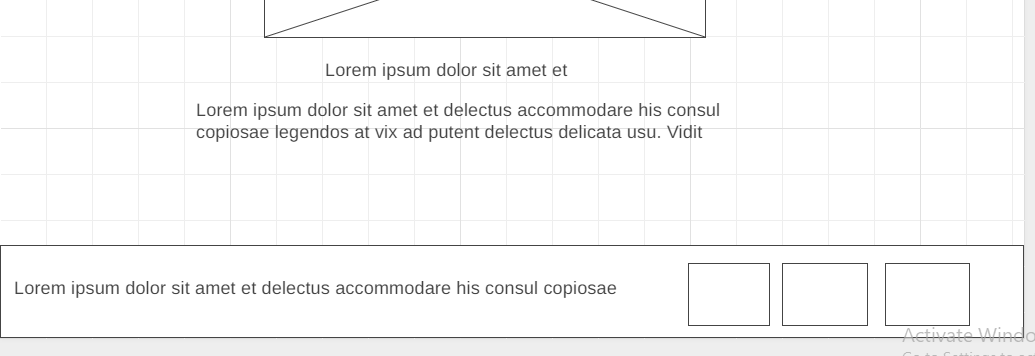 Lorem ipsum dolor sit amet et
Lorem ipsum dolor sit amet et delectus accommodare his consul
copiosae legendos at vix ad putent delectus delicata usu. Vidit
Lorem ipsum dolor sit amet et delectus accommodare his consul copiosae
Activate Windo
Go to Settings to